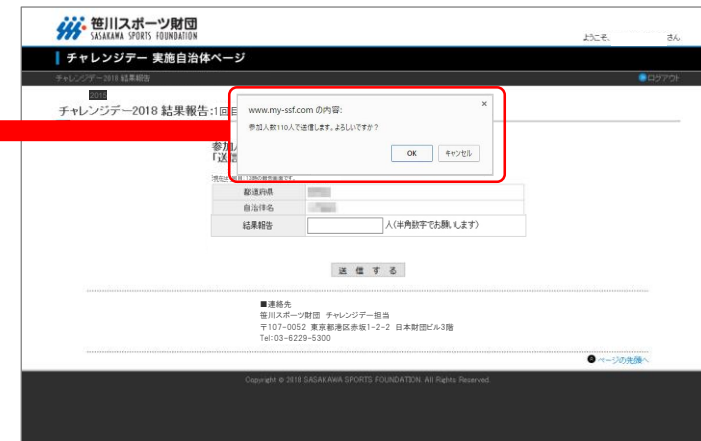 笹川スポーツ財団
SASAKAWA SPORTS FOUNDATION
ようこそ、 さん
チャレンジデー 実施自治体ページ
チャレンジデー2018 結果報告
ログアウト
チャレンジデー2018 結果報告:1回目
www.my-ssf.com の内容:
×
参加人数110人で送信します。よろしいですか?
OK
キャンセル
参加人
「送信
都道府県
自治体名
結果報告 人(半角数字でお願いします)
送 信 す る
■連絡先
笹川スポーツ財団 チャレンジデー担当
〒107-0052 東京都港区赤坂1-2-2 日本財団ビル3階
Tel:03-6229-5300
ページの先頭へ
Copyright © 2018 SASAKAWA SPORTS FOUNDATION. All Rights Reserved.